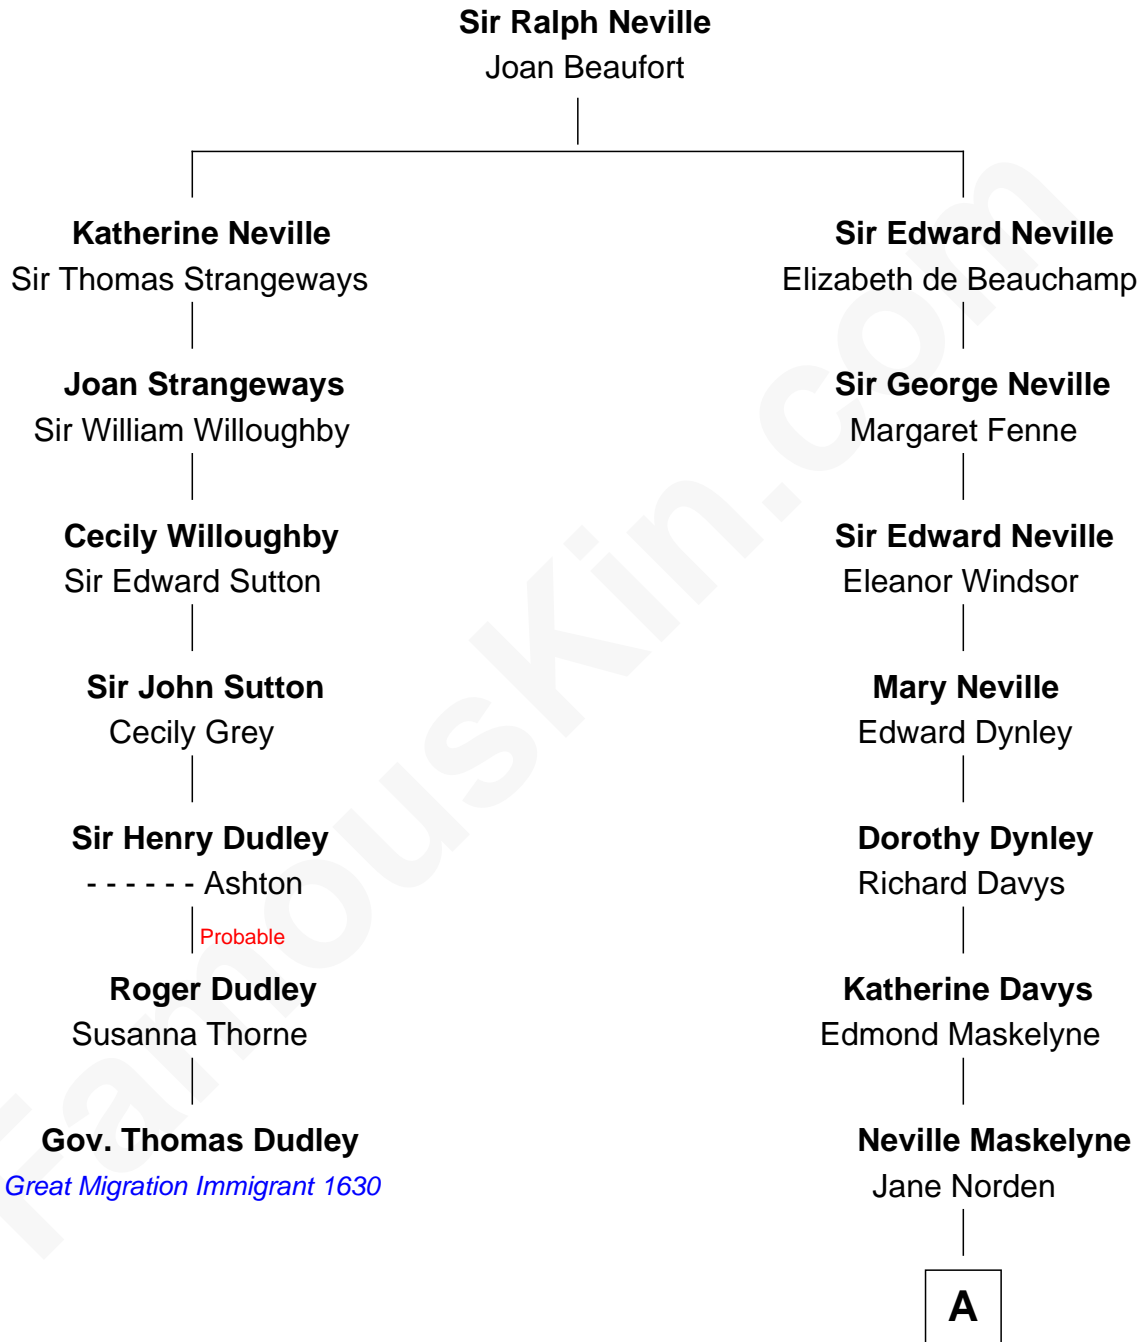 Sir Ralph Neville
Joan Beaufort
Katherine Neville
Sir Thomas Strangeways
Sir Edward Neville
Elizabeth de Beauchamp
Joan Strangeways
Sir William Willoughby
Sir George Neville
Margaret Fenne
Cecily Willoughby
Sir Edward Sutton
Sir Edward Neville
Eleanor Windsor
Sir John Sutton
Cecily Grey
Mary Neville
Edward Dynley
Sir Henry Dudley
- - - - - - Ashton
Dorothy Dynley
Richard Davys
Probable
Roger Dudley
Susanna Thorne
Katherine Davys
Edmond Maskelyne
Gov. Thomas Dudley
Great Migration Immigrant 1630
Neville Maskelyne
Jane Norden
A
FamousKin.com